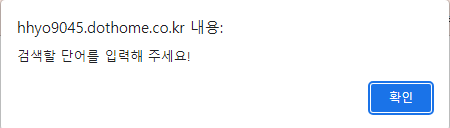 hhyo9045.dothome.co.kr 내용:
검색할 단어를 입력해 주세요!
확인